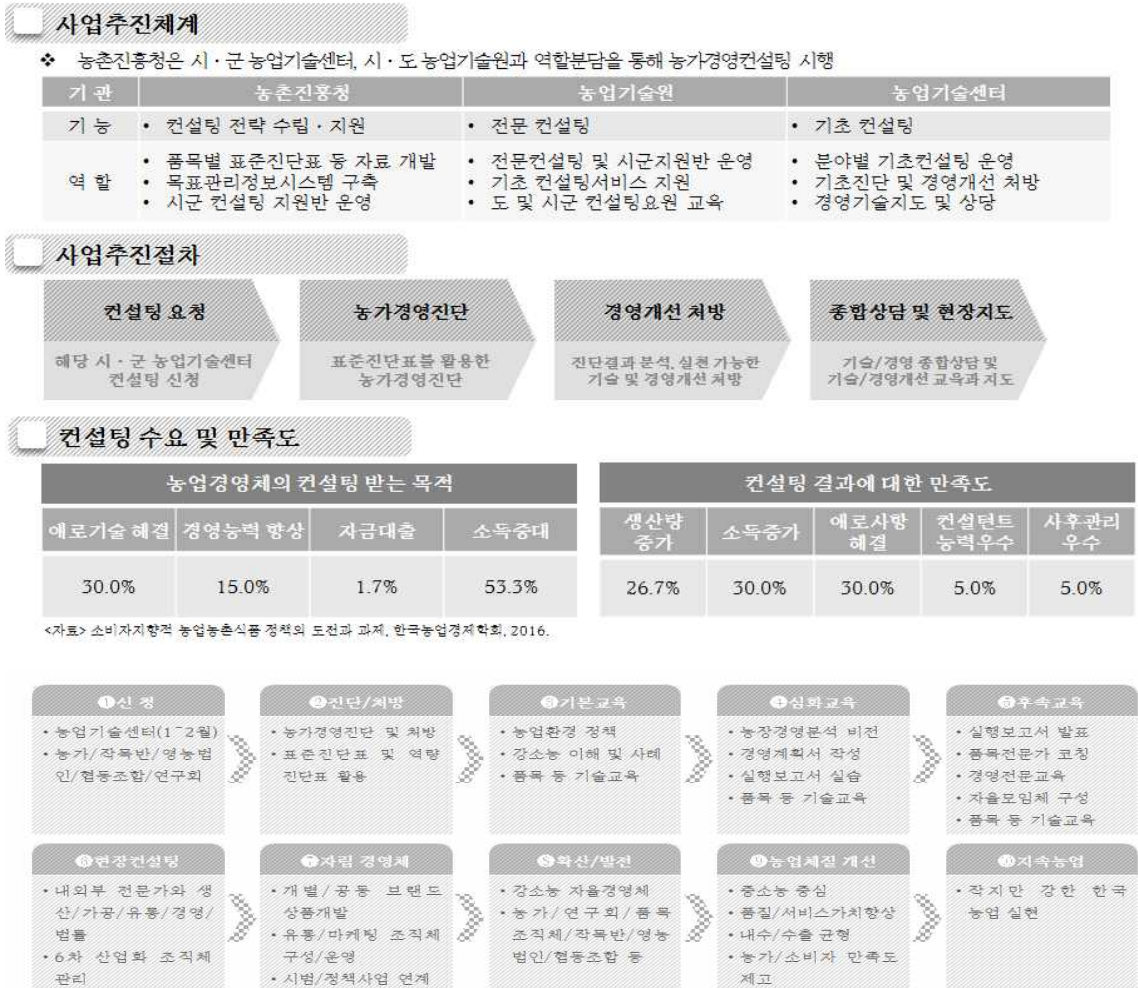 사업추진체계
❖ 농촌진흥청은 시·군 농업기술센터, 시·도 농업기술원과 역할분담을 통해 농가경영컨설팅 시행
기 관 농촌진흥청 농업기술원 농업기술센터
기 능 • 컨설팅 전략 수립·지원 • 전문 컨설팅 • 기초 컨설팅
역 할
• 품목별 표준진단표 등 자료 개발
• 목표관리정보시스템 구축
• 시군 컨설팅 지원반 운영
• 전문컨설팅 및 시군지원반 운영
• 기초 컨설팅서비스 지원
• 도 및 시군 컨설팅요원 교육
• 분야별 기초컨설팅 운영
• 기초진단 및 경영개선 처방
• 경영기술지도 및 상당
사업추진절차
컨설팅 요청
해당 시·군 농업기술센터
컨설팅 신청
농가경영진단
표준진단표를 활용한
농가경영진단
경영개선 처방
진단결과 분석, 실천 가능한
기술 및 경영개선 처방
종합상담 및 현장지도
기술/경영 종합상담 및
기술/경영개선 교육과 지도
컨설팅 수요 및 만족도
농업경영체의 컨설팅 받는 목적
애로기술 해결 경영능력 향상 자금대출 소득증대
30.0% 15.0% 1.7% 53.3%
컨설팅 결과에 대한 만족도
생산량
증가
소득증가
애로사항
해결
컨설턴트
능력우수
사후관리
우수
26.7% 30.0% 30.0% 5.0% 5.0%
<자료> 소비자지향적 농업농촌식품 정책의 도전과 과제, 한국농업경제학회, 2016.
❶신 청
• 농업기술센터(1~2월)
• 농가/작목반/영농법
인/협동조합/연구회
❷진단/처방
• 농가경영진단 및 처방
• 표준진단표 및 역량
진단표 활용
❸기본교육
• 농업환경 정책
• 강소농 이해 및 사례
• 품목 등 기술교육
❹심화교육
• 농장경영분석 비전
• 경영계획서 작성
• 실행보고서 실습
• 품목 등 기술교육
❺후속교육
• 실행보고서 발표
• 품목전문가 코칭
• 경영전문교육
• 자율모임체 구성
• 품목 등 기술교육
❻현장컨설팅
• 내외부 전문가와 생
산/가공/유통/경영/
법률
• 6차 산업화 조직체
관리
❼자립 경영체
• 개별/공동 브랜드
상품개발
• 유통/마케팅 조직체
구성/운영
• 시범/정책사업 연계
❽확산/발전
• 강소농 자율경영체
• 농가/연구회/품목
조직체/작목반/영농
법인/협동조합 등
❾농업체질 개선
• 중소농 중심
• 품질/서비스가치향상
• 내수/수출 균형
• 농가/소비자 만족도
제고
❿지속농업
• 작지만 강한 한국
농업 실현